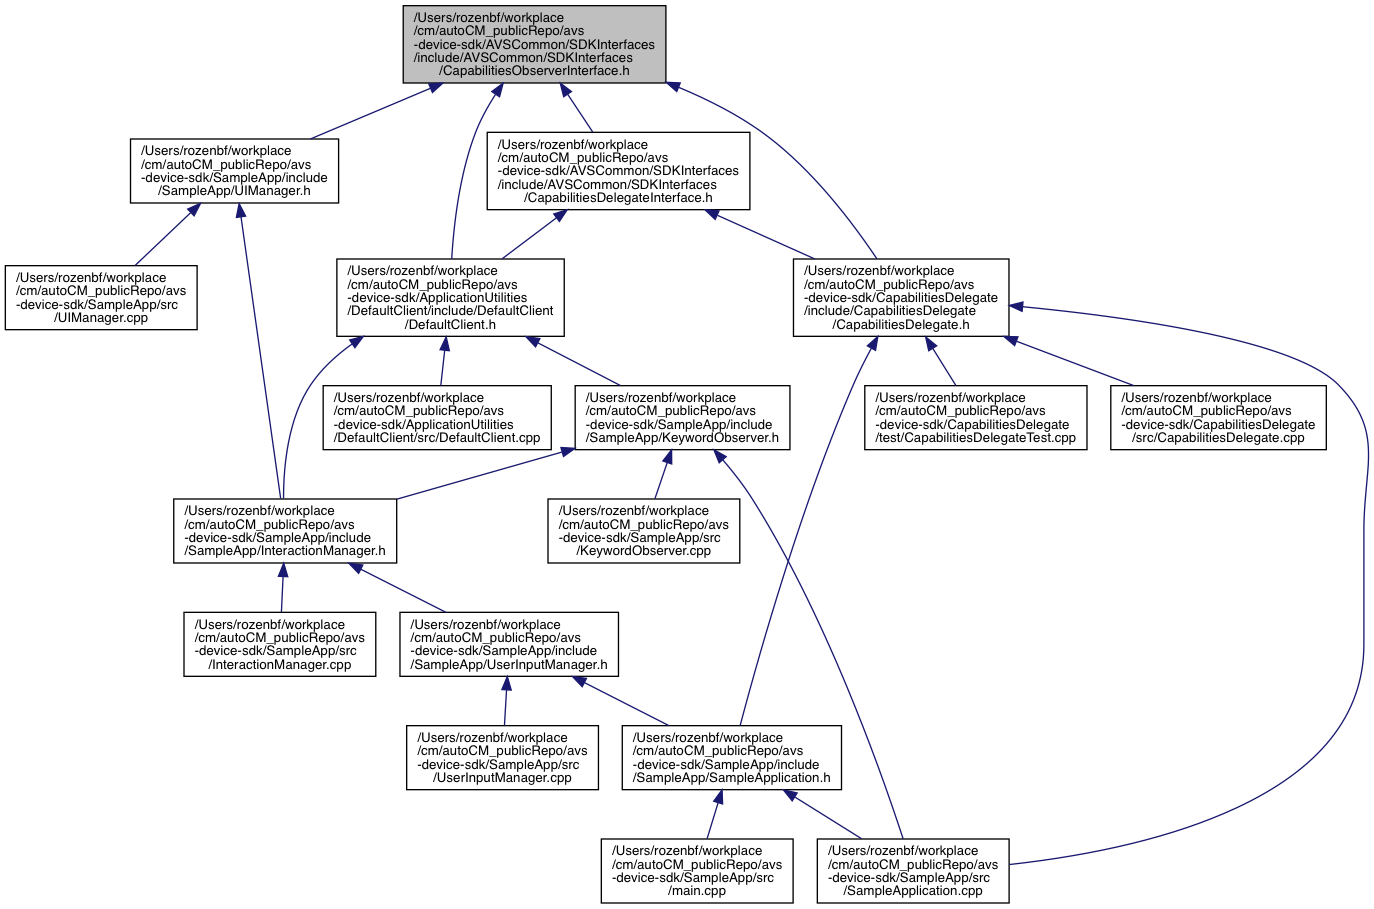 /Users/rozenbf/workplace
/cm/autoCM_publicRepo/avs
-device-sdk/AVSCommon/SDKInterfaces
/include/AVSCommon/SDKInterfaces
/CapabilitiesObserverInterface.h
/Users/rozenbf/workplace
/cm/autoCM_publicRepo/avs
-device-sdk/SampleApp/include
/SampleApp/UIManager.h
/Users/rozenbf/workplace
/cm/autoCM_publicRepo/avs
-device-sdk/AVSCommon/SDKInterfaces
/include/AVSCommon/SDKInterfaces
/CapabilitiesDelegateInterface.h
/Users/rozenbf/workplace
/cm/autoCM_publicRepo/avs
-device-sdk/SampleApp/src
/UIManager.cpp
/Users/rozenbf/workplace
/cm/autoCM_publicRepo/avs
-device-sdk/ApplicationUtilities
/DefaultClient/include/DefaultClient
/DefaultClient.h
/Users/rozenbf/workplace
/cm/autoCM_publicRepo/avs
-device-sdk/CapabilitiesDelegate
/include/CapabilitiesDelegate
/CapabilitiesDelegate.h
/Users/rozenbf/workplace
/cm/autoCM_publicRepo/avs
-device-sdk/ApplicationUtilities
/DefaultClient/src/DefaultClient.cpp
/Users/rozenbf/workplace
/cm/autoCM_publicRepo/avs
-device-sdk/SampleApp/include
/SampleApp/KeywordObserver.h
/Users/rozenbf/workplace
/cm/autoCM_publicRepo/avs
-device-sdk/CapabilitiesDelegate
/test/CapabilitiesDelegateTest.cpp
/Users/rozenbf/workplace
/cm/autoCM_publicRepo/avs
-device-sdk/CapabilitiesDelegate
/src/CapabilitiesDelegate.cpp
/Users/rozenbf/workplace
/cm/autoCM_publicRepo/avs
-device-sdk/SampleApp/include
/SampleApp/InteractionManager.h
/Users/rozenbf/workplace
/cm/autoCM_publicRepo/avs
-device-sdk/SampleApp/src
/KeywordObserver.cpp
/Users/rozenbf/workplace
/cm/autoCM_publicRepo/avs
-device-sdk/SampleApp/src
/InteractionManager.cpp
/Users/rozenbf/workplace
/cm/autoCM_publicRepo/avs
-device-sdk/SampleApp/include
/SampleApp/UserInputManager.h
/Users/rozenbf/workplace
/cm/autoCM_publicRepo/avs
-device-sdk/SampleApp/src
/UserInputManager.cpp
/Users/rozenbf/workplace
/cm/autoCM_publicRepo/avs
-device-sdk/SampleApp/include
/SampleApp/SampleApplication.h
/Users/rozenbf/workplace
/cm/autoCM_publicRepo/avs
-device-sdk/SampleApp/src
/main.cpp
/Users/rozenbf/workplace
/cm/autoCM_publicRepo/avs
-device-sdk/SampleApp/src
/SampleApplication.cpp